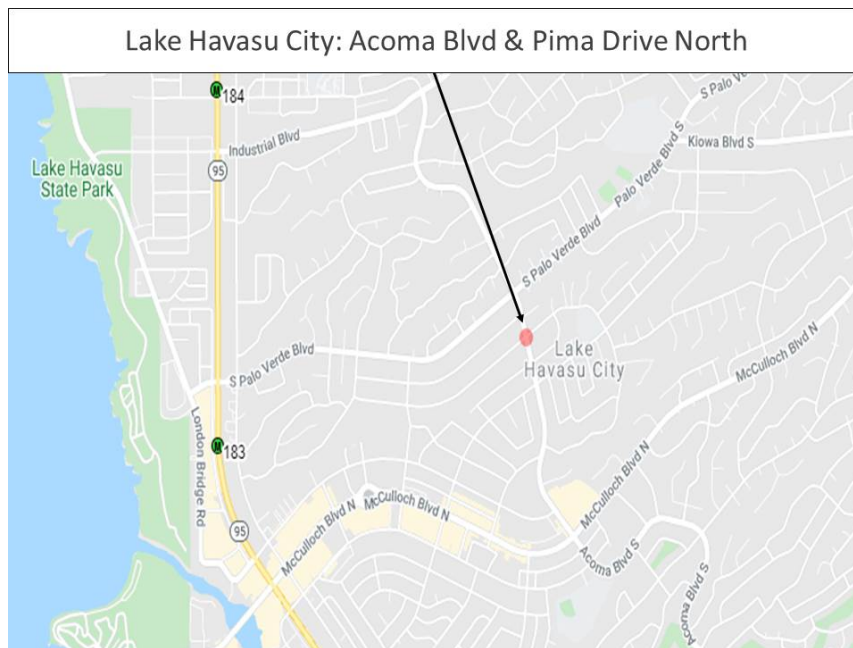 Lake Havasu City: Acoma Blvd & Pima Drive North
184
S Palo Verde Blvd
Industrial Blvd
Kiowa Blvd S
95
Lake Havasu
State Park
Palo Verde Blvd S
S Palo Verde Blvd
Lake
Havasu City
S Palo Verde Blvd
McCulloch Blvd N
London Bridge Rd
183
McCulloch Blvd N
McCulloch Blvd N
McCulloch Blvd N
95
Acoma Blvd S
Acoma Blvd S